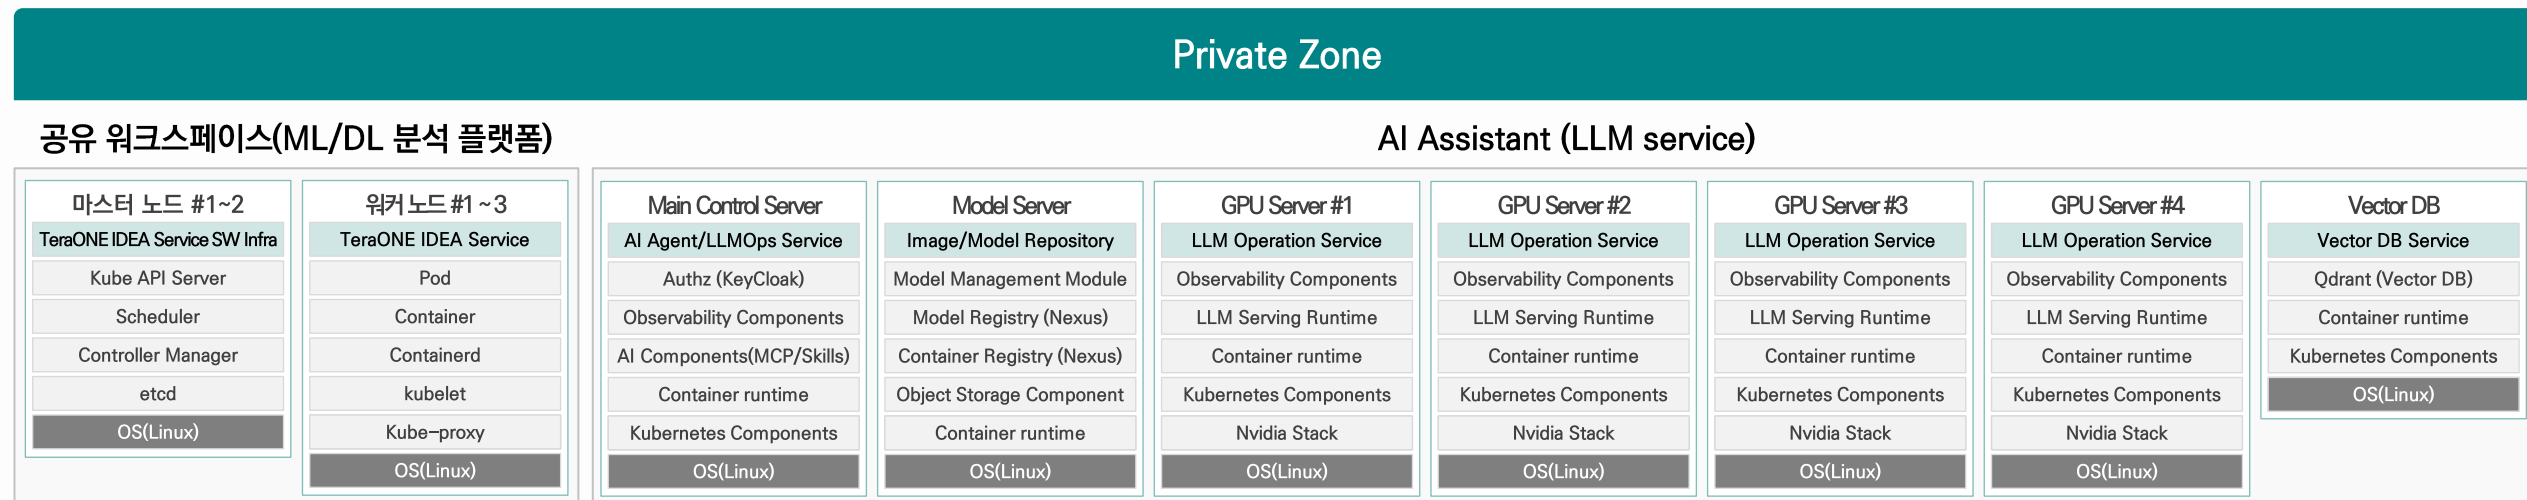 Private Zone
공유 워크스페이스(ML/DL 분석 플랫폼)
AI Assistant (LLM service)
마스터 노드 #1~2
TeraONE IDEA Service SW Infra
Kube API Server
Scheduler
Controller Manager
etcd
OS(Linux)
워커 노드 #1 ~ 3
TeraONE IDEA Service
Pod
Container
Containerd
kubelet
Kube-proxy
OS(Linux)
Main Control Server
AI Agent/LLMOps Service
Authz (KeyCloak)
Observability Components
AI Components(MCP/Skills)
Container runtime
Kubernetes Components
OS(Linux)
Model Server
Image/Model Repository
Model Management Module
Model Registry (Nexus)
Container Registry (Nexus)
Object Storage Component
Container runtime
OS(Linux)
GPU Server #1
LLM Operation Service
Observability Components
LLM Serving Runtime
Container runtime
Kubernetes Components
Nvidia Stack
OS(Linux)
GPU Server #2
LLM Operation Service
Observability Components
LLM Serving Runtime
Container runtime
Kubernetes Components
Nvidia Stack
OS(Linux)
GPU Server #3
LLM Operation Service
Observability Components
LLM Serving Runtime
Container runtime
Kubernetes Components
Nvidia Stack
OS(Linux)
GPU Server #4
LLM Operation Service
Observability Components
LLM Serving Runtime
Container runtime
Kubernetes Components
Nvidia Stack
OS(Linux)
Vector DB
Vector DB Service
Qdrant (Vector DB)
Container runtime
Kubernetes Components
OS(Linux)